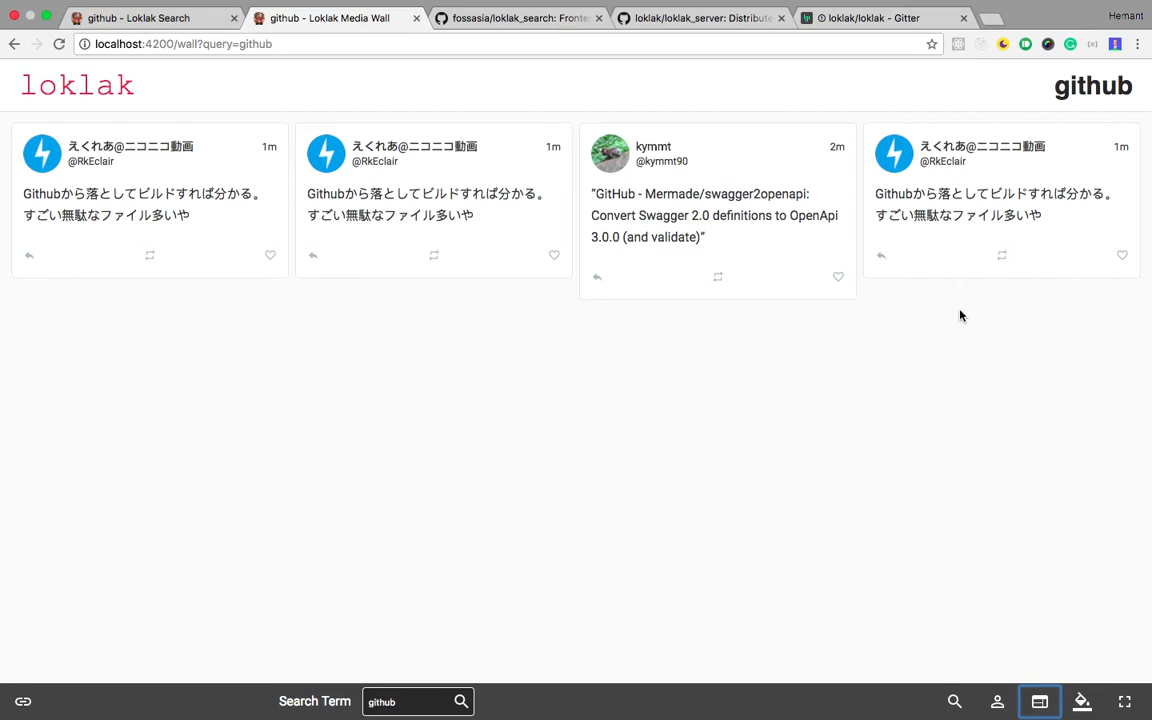 github - Loklak Search
github - Loklak Media Wall
fossasia/loklak_search: Fronte
loklak/loklak_server: Distribute
loklak/loklak - Gitter
Hemant
localhost:4200/wall?query=github
loklak
github
えくれあ@ニコニコ動画
1m
@RkEclair
Githubから落としてビルドすれば分かる。
すごい無駄なファイル多いや
えくれあ@ニコニコ動画
1m
@RkEclair
Githubから落としてビルドすれば分かる。
すごい無駄なファイル多いや
kymmt
2m
@kymmt90
“GitHub - Mermade/swagger2openapi:
Convert Swagger 2.0 definitions to OpenApi
3.0.0 (and validate)”
えくれあ@ニコニコ動画
1m
@RkEclair
Githubから落としてビルドすれば分かる。
すごい無駄なファイル多いや
Search Term
github